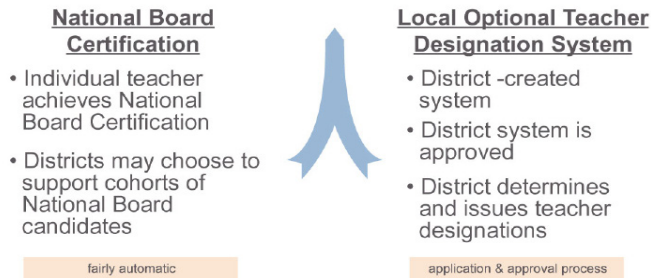 National Board
Certification
• Individual teacher
achieves National
Board Certification
• Districts may choose to
support cohorts of
National Board
candidates
fairly automatic
Local Optional Teacher
Designation System
• District -created
system
• District system is
approved
• District determines
and issues teacher
designations
application & approval process